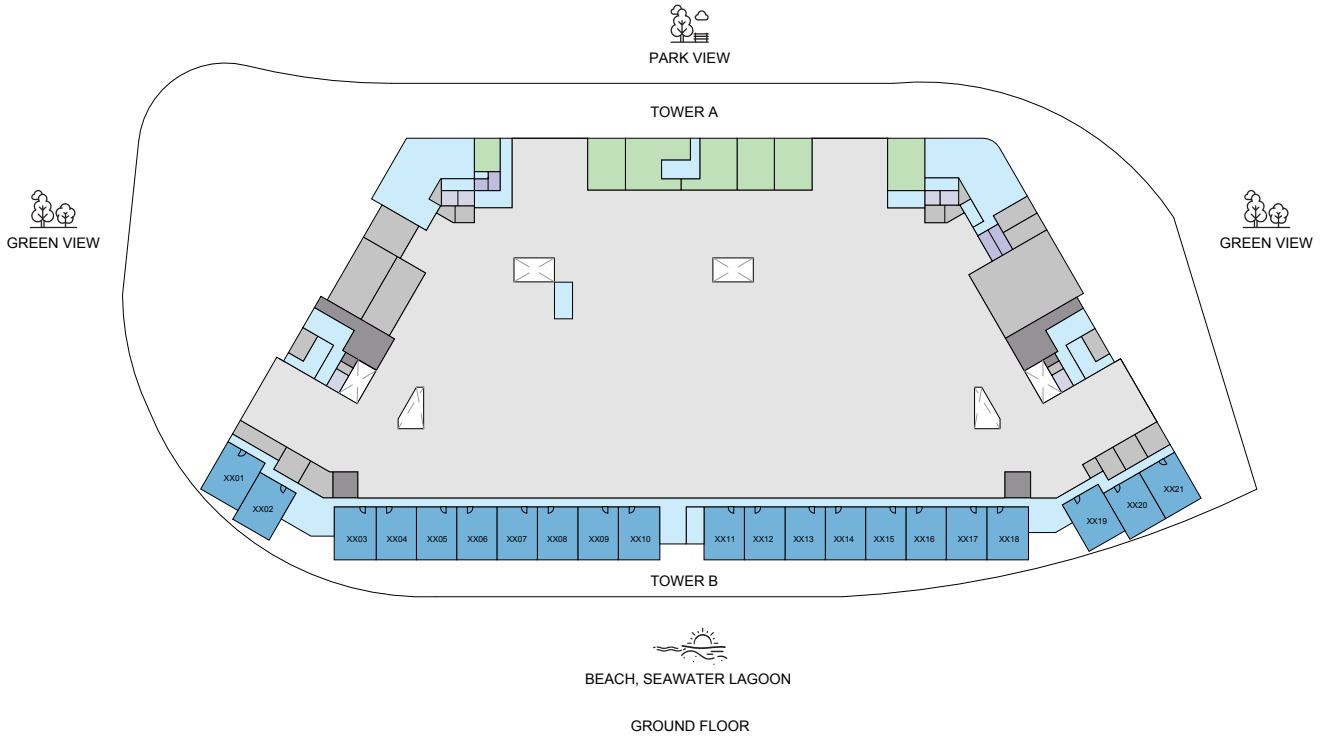 PARK VIEW
TOWER A
GREEN VIEW
GREEN VIEW
XX01
XX02
XX03
XX04
XX05
XX06
XX07
XX08
XX09
XX10
XX11
XX12
XX13
XX14
XX15
XX16
XX17
XX18
XX19
XX20
XX21
TOWER B
BEACH, SEAWATER LAGOON
GROUND FLOOR